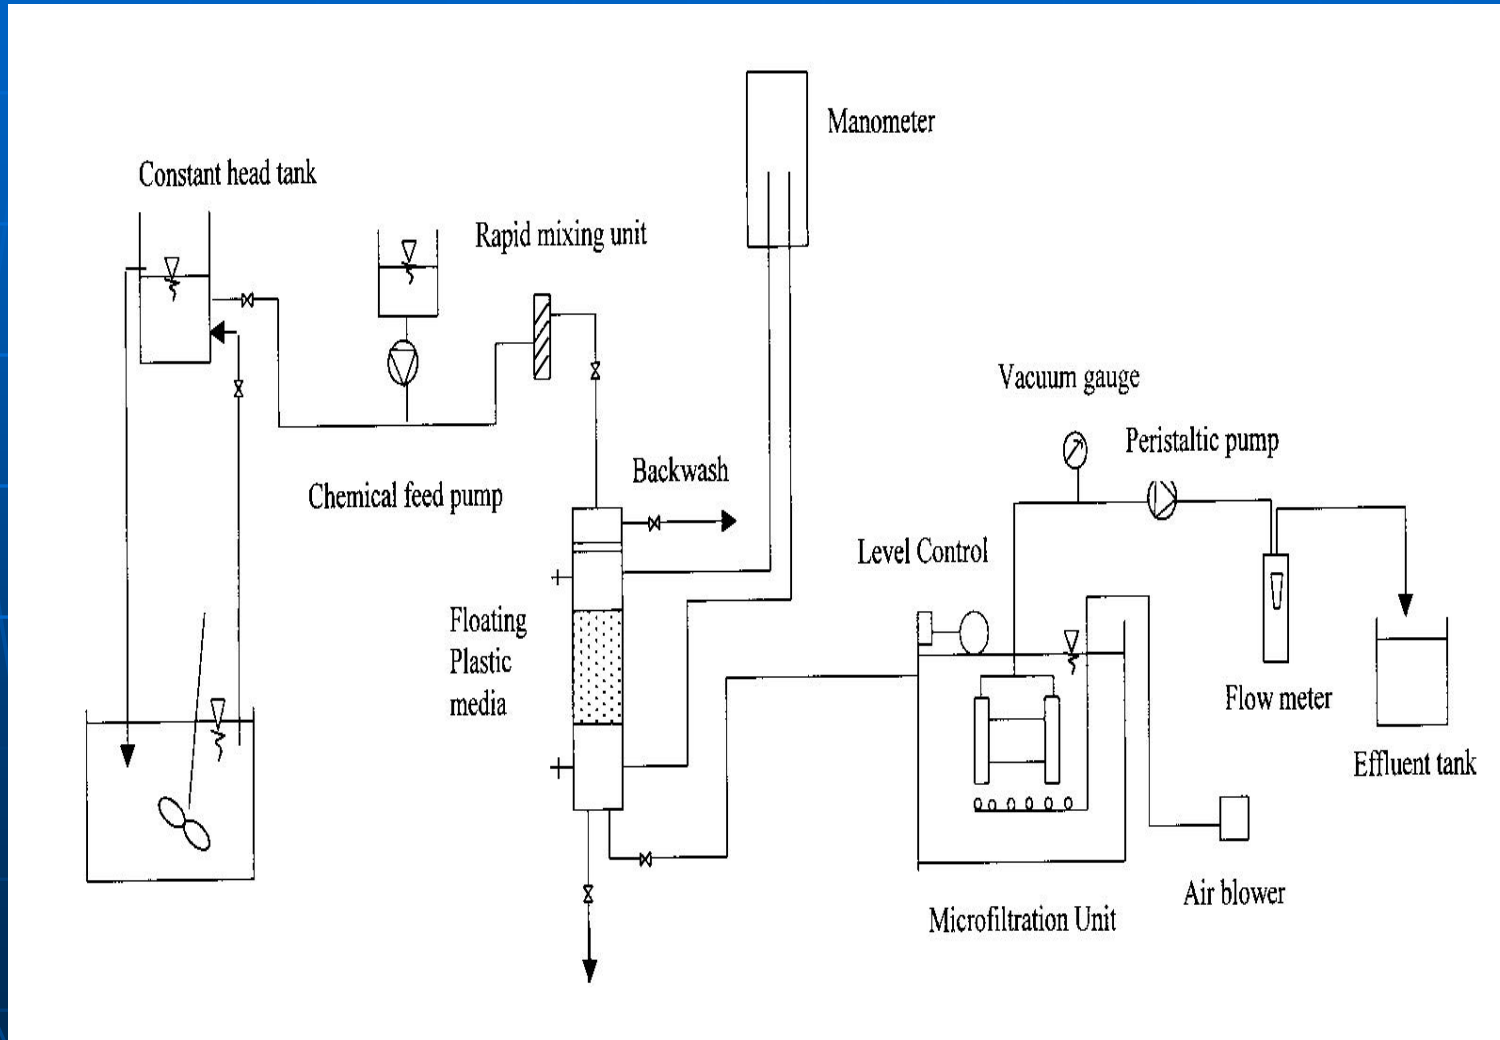 Manometer
Constant head tank
Rapid mixing unit
Vacuum gauge
Peristaltic pump
Backwash
Chemical feed pump
Level Control
Floating
Plastic
media
Flow meter
Effluent tank
Air blower
Microfiltration Unit